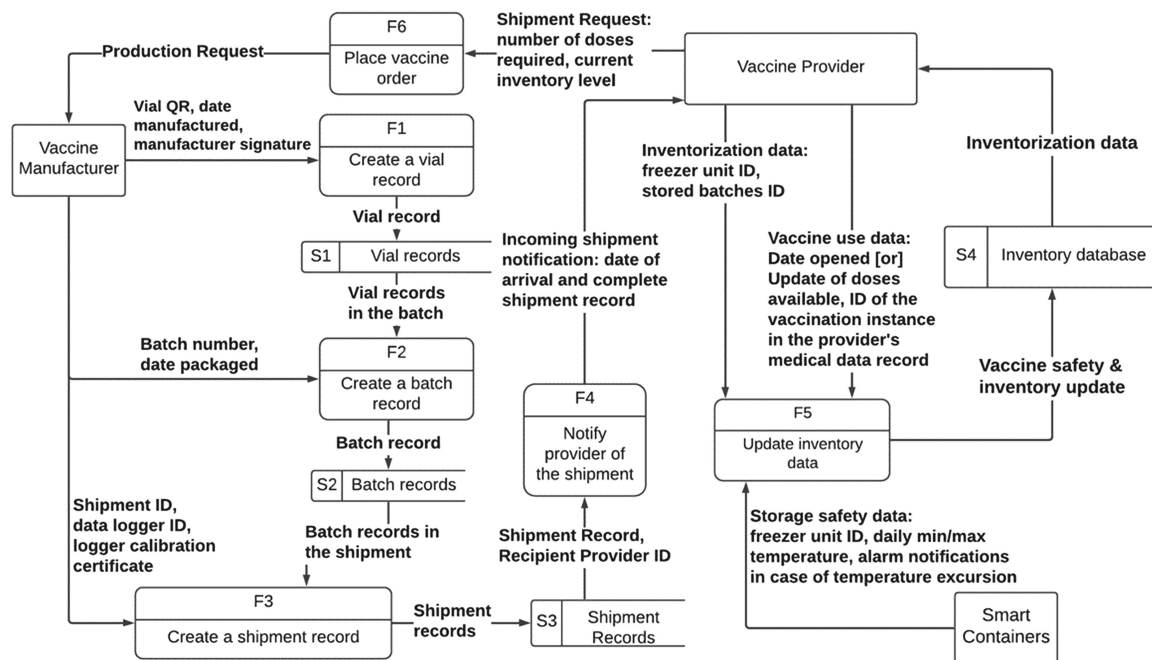 F6
Place vaccine
order
Production Request
Shipment Request:
number of doses
required, current
inventory level
Vaccine Provider
Vaccine
Manufacturer
Vial QR, date
manufactured,
manufacturer signature
F1
Create a vial
record
Vial record
S1
Vial records
Vial records
in the batch
Batch number,
date packaged
F2
Create a batch
record
Batch record
S2
Batch records
Batch records in
the shipment
Shipment ID,
data logger ID,
logger calibration
certificate
F3
Create a shipment record
Shipment
records
S3
Shipment
Records
Shipment Record,
Recipient Provider ID
F4
Notify
provider of
the shipment
Incoming shipment
notification: date of
arrival and complete
shipment record
Inventorization data:
freezer unit ID,
stored batches ID
Vaccine use data:
Date opened [or]
Update of doses
available, ID of the
vaccination instance
in the provider's
medical data record
F5
Update inventory
data
Storage safety data:
freezer unit ID, daily min/max
temperature, alarm notifications
in case of temperature excursion
Smart
Containers
Vaccine safety &
inventory update
S4
Inventory database
Inventorization data